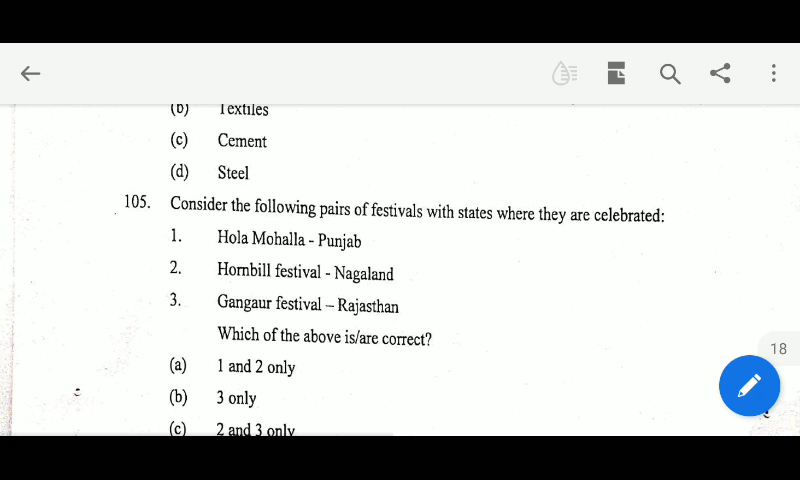 (b) Textiles
(c) Cement
(d) Steel
105. Consider the following pairs of festivals with states where they are celebrated:
1. Hola Mohalla - Punjab
2. Hornbill festival - Nagaland
3. Gangaur festival – Rajasthan
Which of the above is/are correct?
18
(a) 1 and 2 only
(b) 3 only
(c) 2 and 3 only